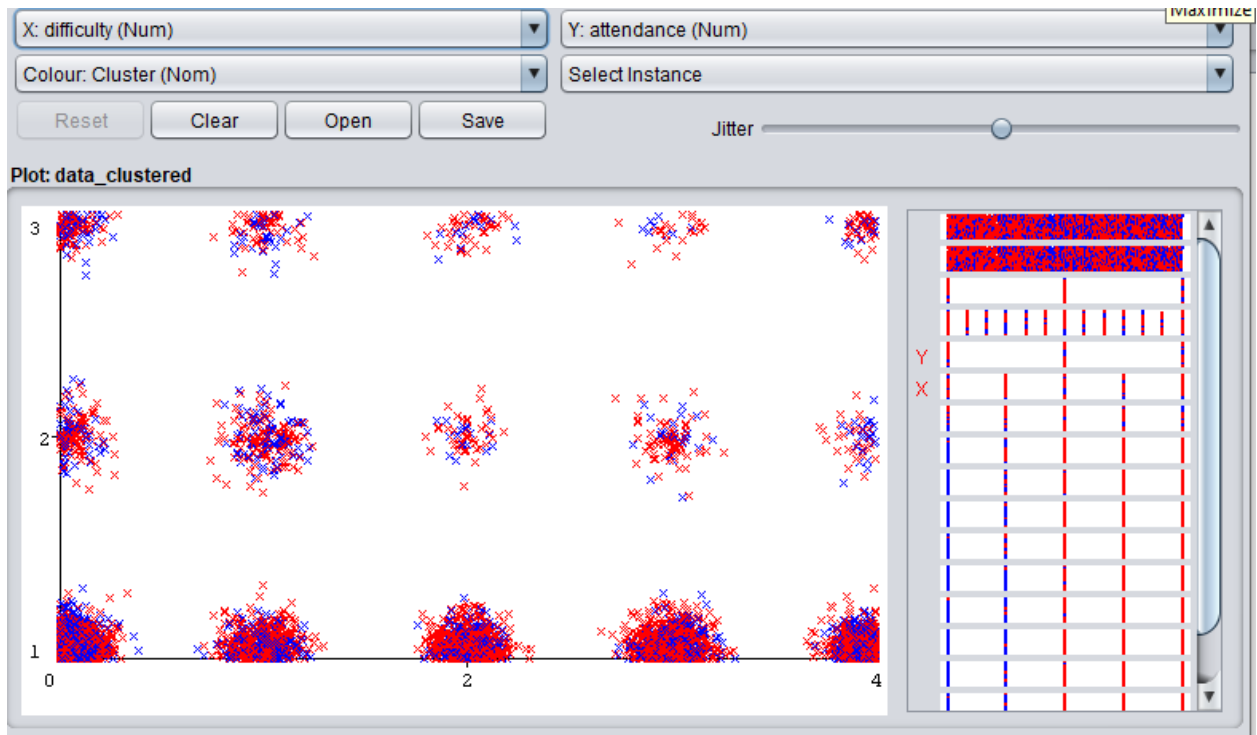 Maximize
X: difficulty (Num)
Y: attendance (Num)
Colour: Cluster (Nom)
Select Instance
Reset
Clear
Open
Save
Jitter
Plot: data_clustered
3
2
1
0
2
4
Y
X